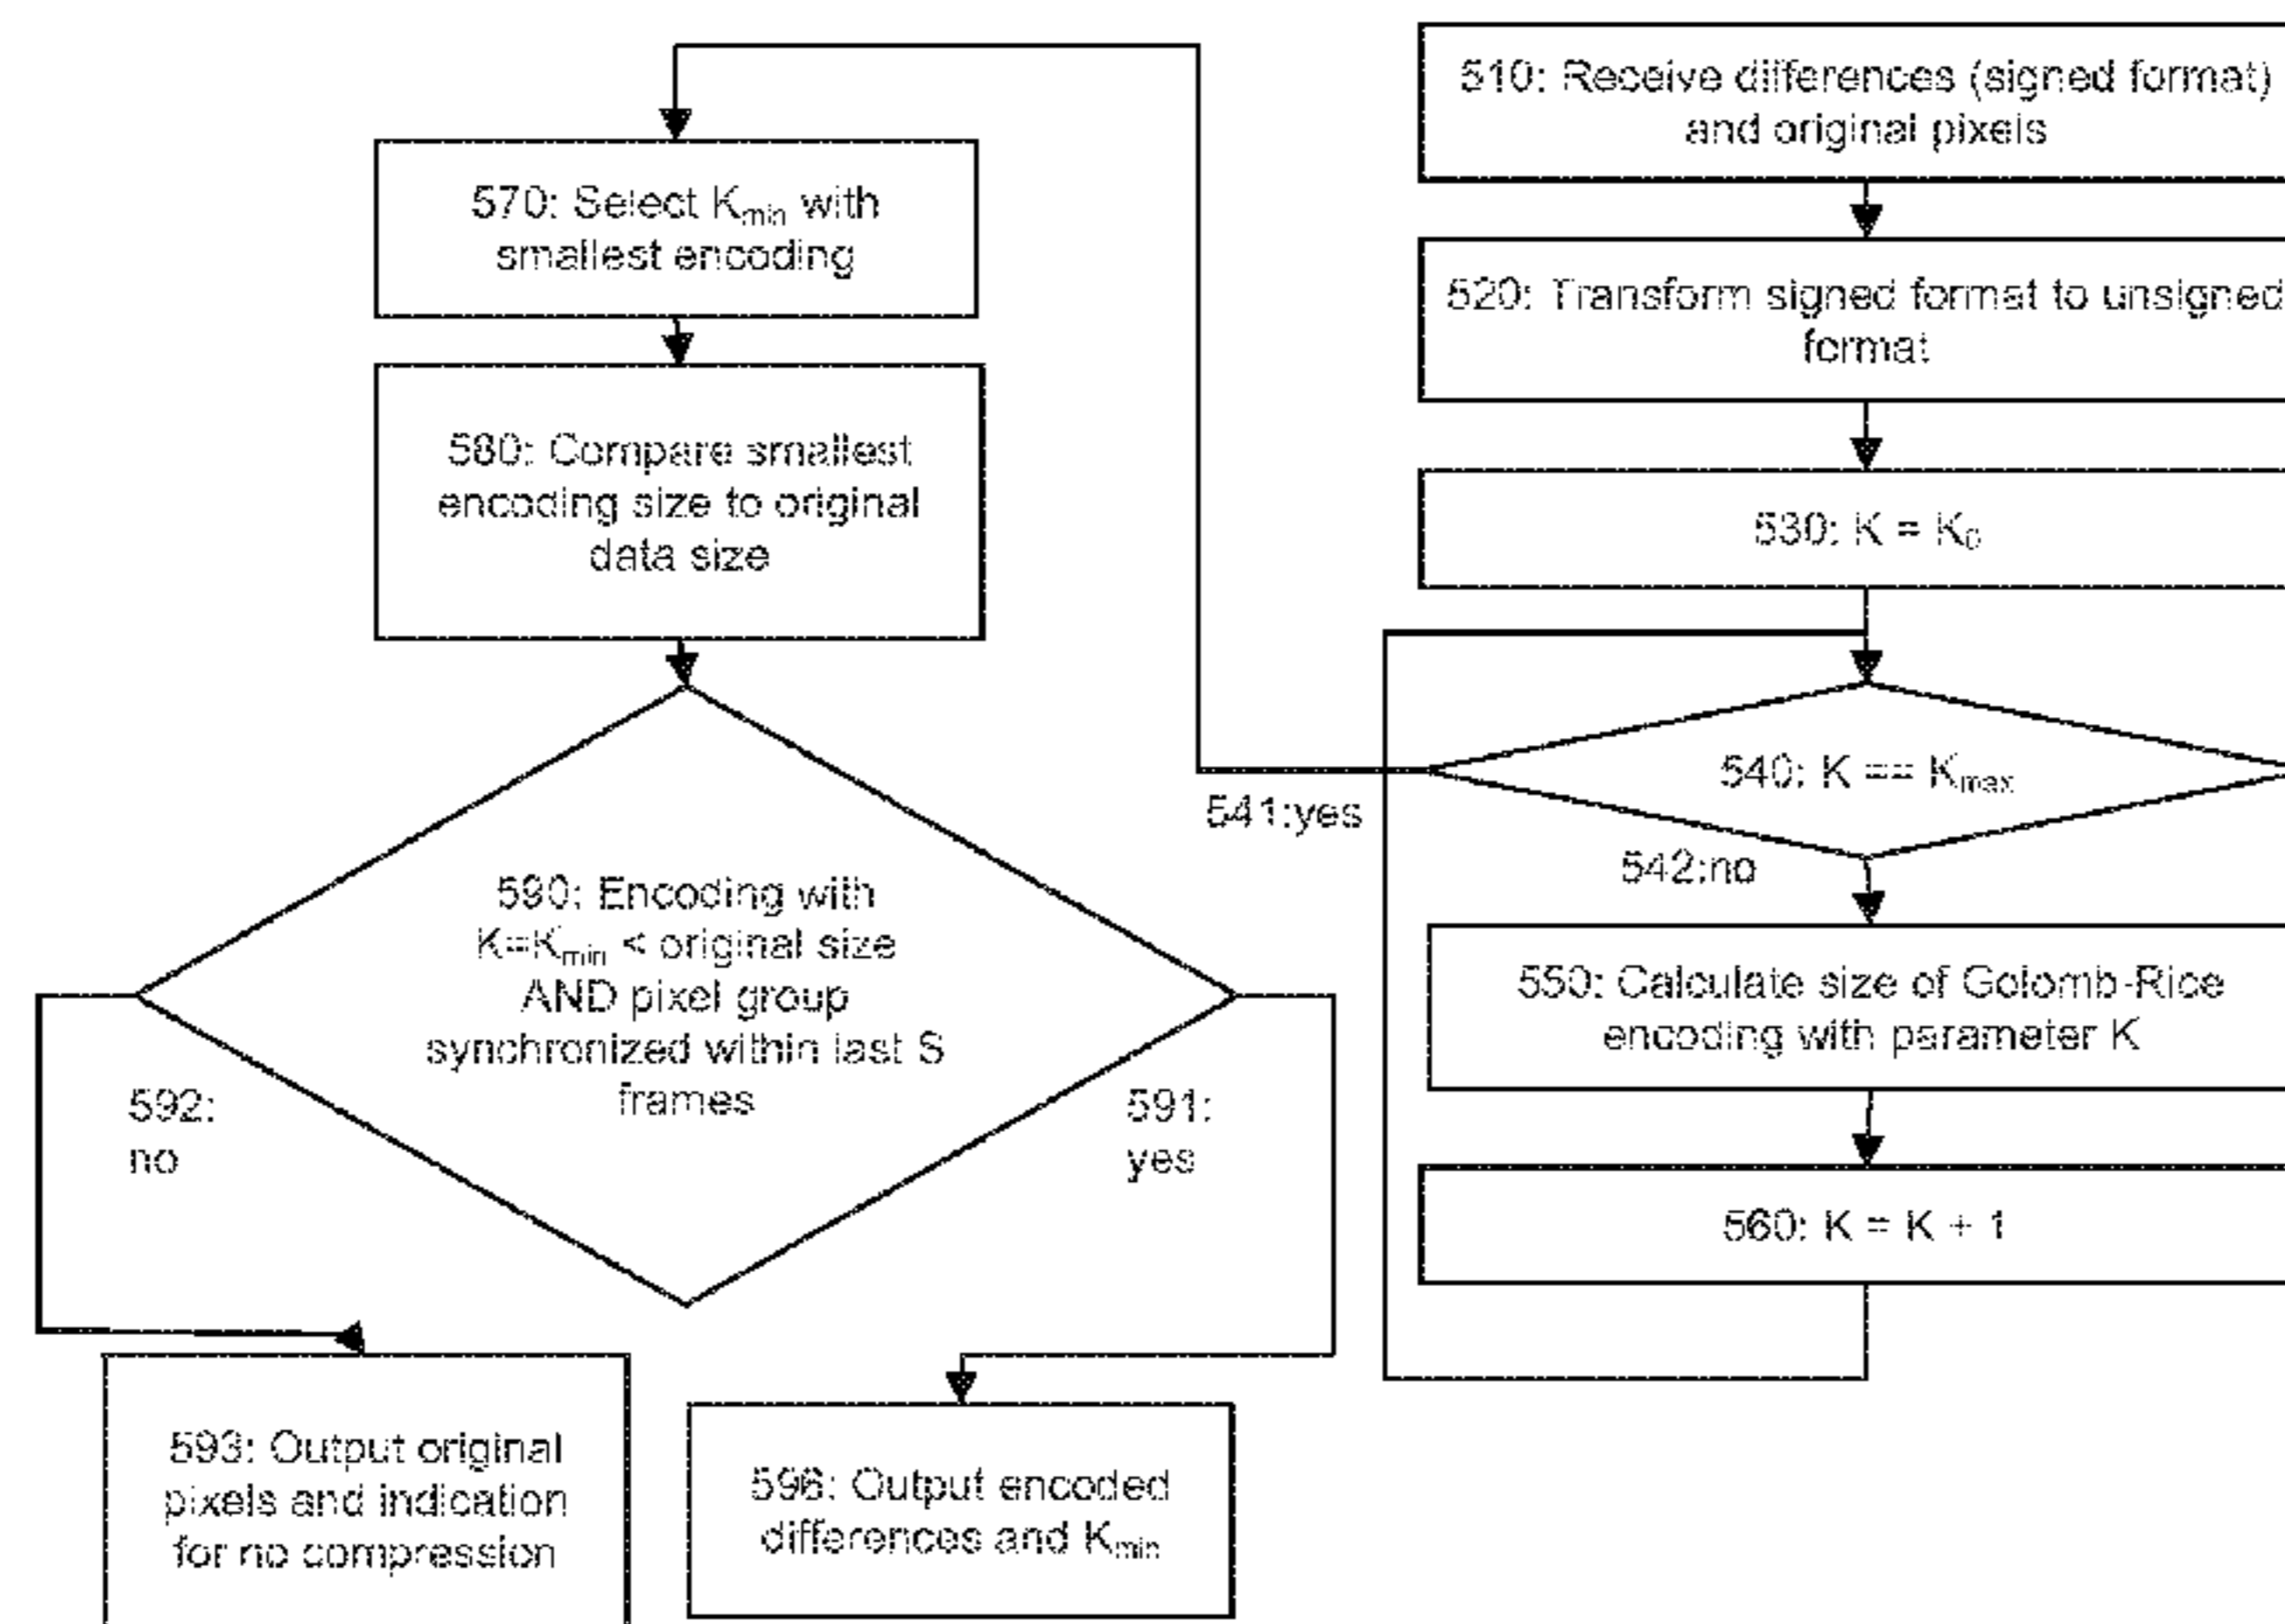 510: Receive differences (signed format)
and original pixels
520: Transform signed format to unsigned
format
530: K = K₀
540: K == Kmax
541:yes
542:no
550: Calculate size of Golomb-Rice
encoding with parameter K
560: K = K + 1
570: Select Kmin with
smallest encoding
580: Compare smallest
encoding size to original
data size
590: Encoding with
K=Kmin < original size
AND pixel group
synchronized within last S
frames
592:
no
591:
yes
593: Output original
pixels and indication
for no compression
596: Output encoded
differences and Kmin